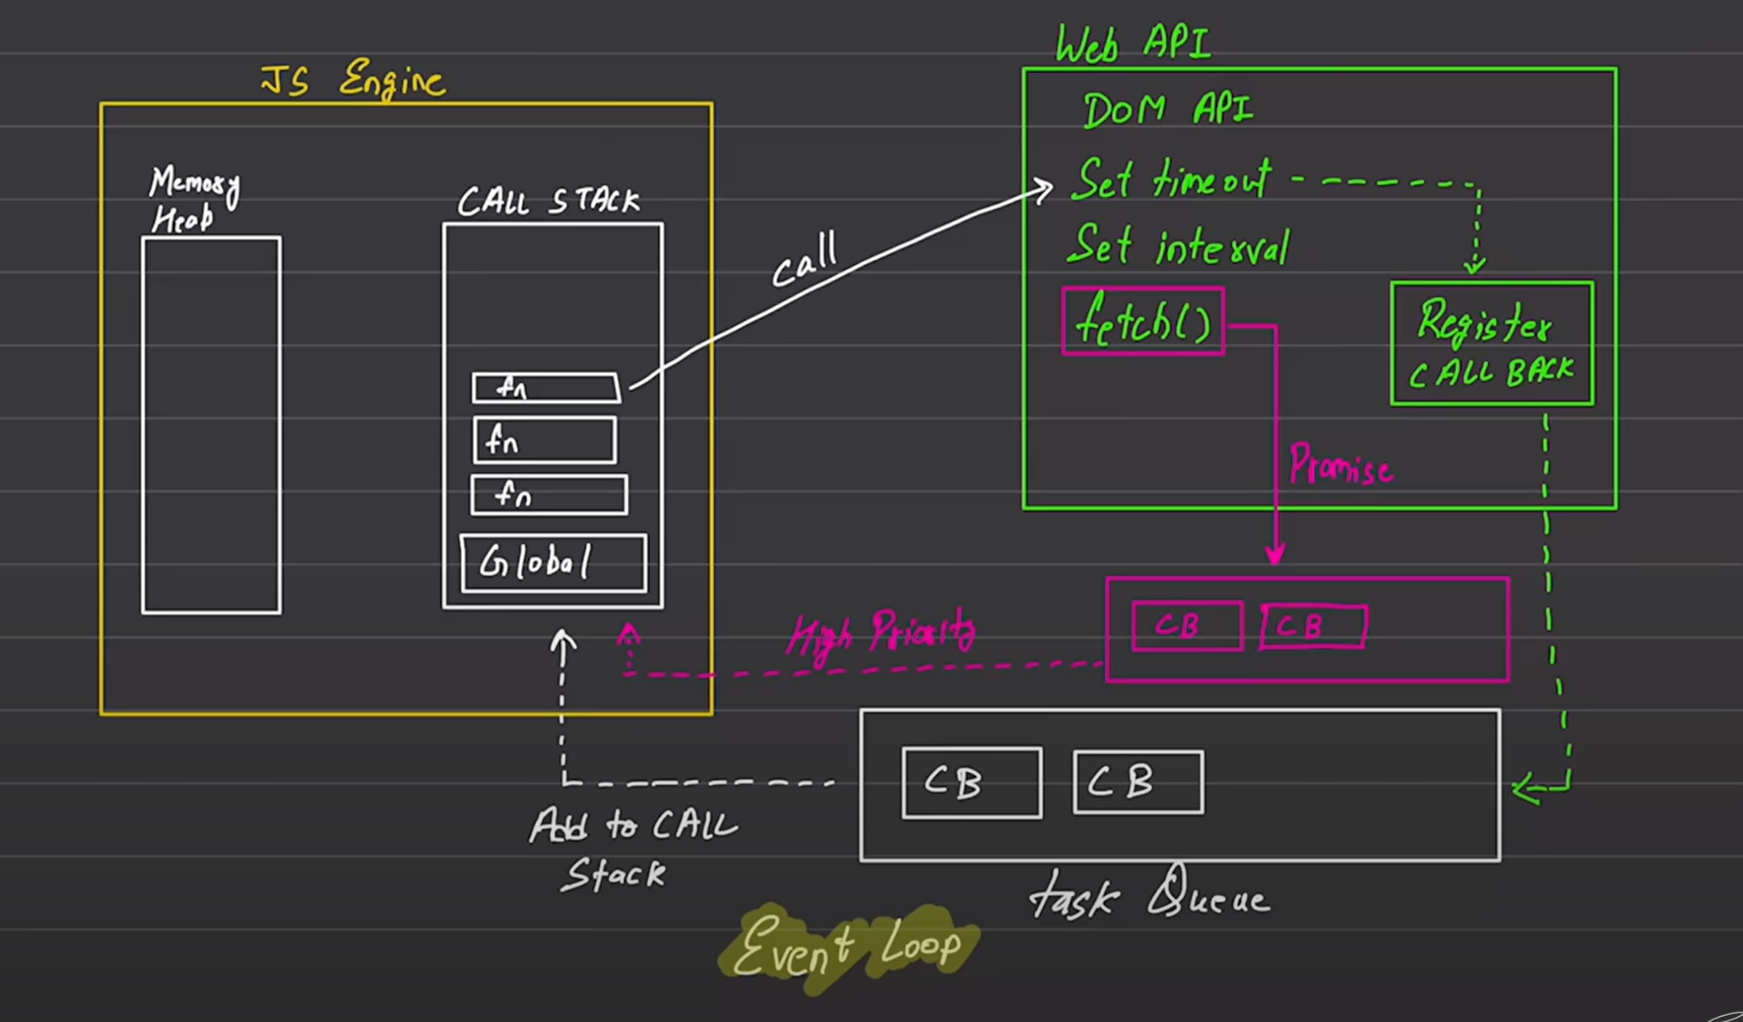 JS Engine
Memory
Heap
CALL STACK
fn
fn
fn
Global
call
Web API
DOM API
Set timeout
Set interval
fetch()
Register
CALL BACK
Promise
High Priority
CB CB
CB CB
Add to CALL
Stack
task Queue
Event Loop